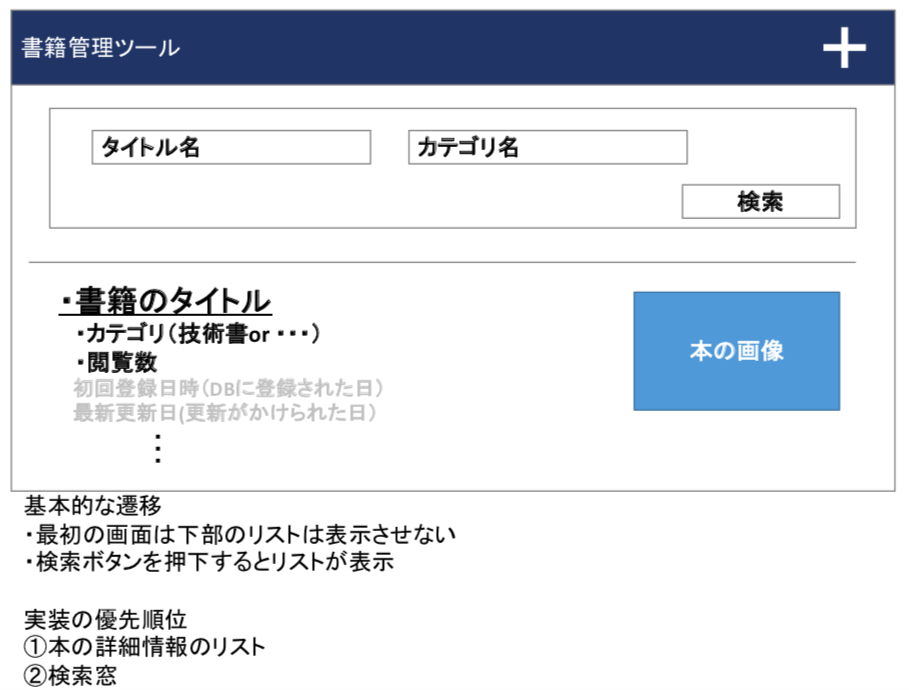 書籍管理ツール
タイトル名
カテゴリ名
検索
・書籍のタイトル
・カテゴリ(技術書or ・・・)
・閲覧数
初回登録日時(DBに登録された日)
最新更新日(更新がかけられた日)
⋮
本の画像
基本的な遷移
・最初の画面は下部のリストは表示させない
・検索ボタンを押下するとリストが表示
実装の優先順位
①本の詳細情報のリスト
②検索窓